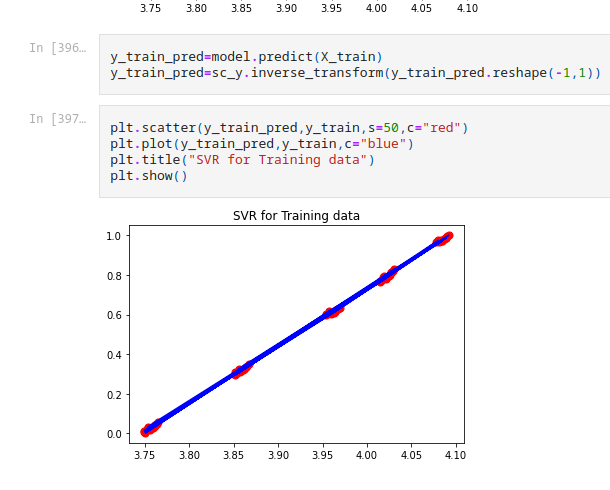 3.75 3.80 3.85 3.90 3.95 4.00 4.05 4.10
In [396…
y_train_pred=model.predict(X_train)
y_train_pred=sc_y.inverse_transform(y_train_pred.reshape(-1,1))
In [397…
plt.scatter(y_train_pred,y_train,s=50,c="red")
plt.plot(y_train_pred,y_train,c="blue")
plt.title("SVR for Training data")
plt.show()
SVR for Training data
1.0
0.8
0.6
0.4
0.2
0.0
3.75 3.80 3.85 3.90 3.95 4.00 4.05 4.10